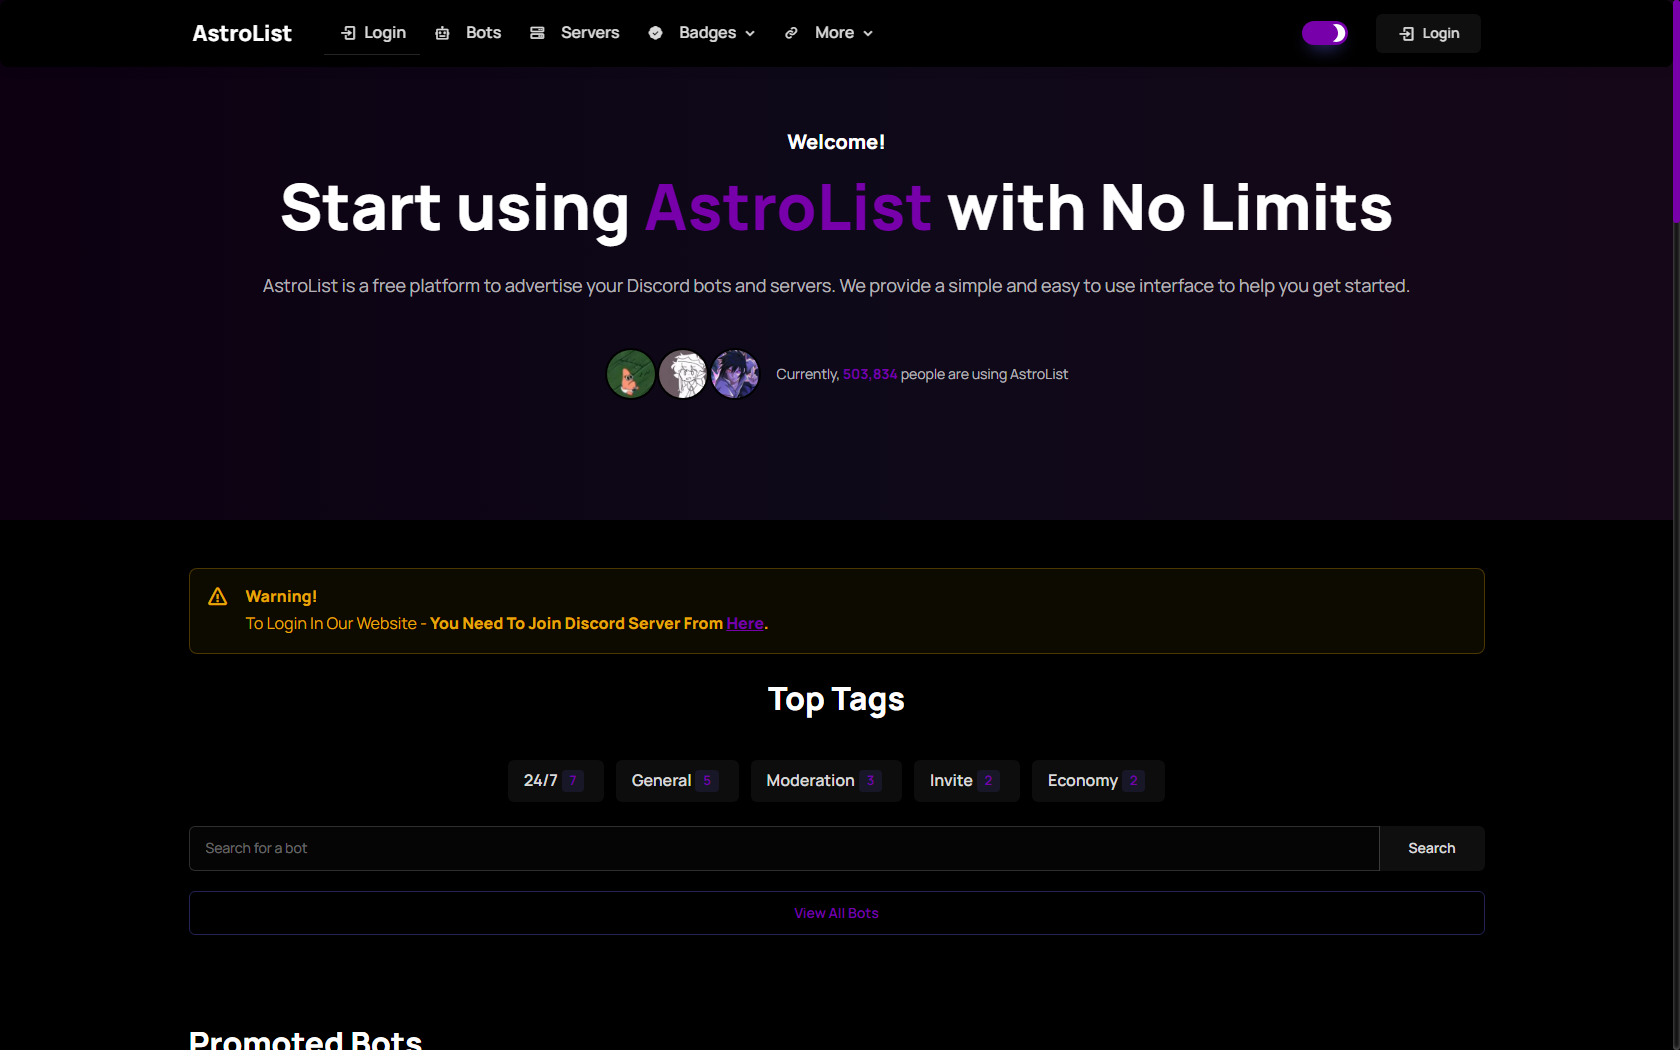 AstroList Login Bots Servers Badges More Login
Welcome!
Start using AstroList with No Limits
AstroList is a free platform to advertise your Discord bots and servers. We provide a simple and easy to use interface to help you get started.
Currently, 503,834 people are using AstroList
Warning!
To Login In Our Website - You Need To Join Discord Server From Here.
Top Tags
24/7 7 General 5 Moderation 3 Invite 2 Economy 2
Search for a bot Search
View All Bots
Promoted Bots